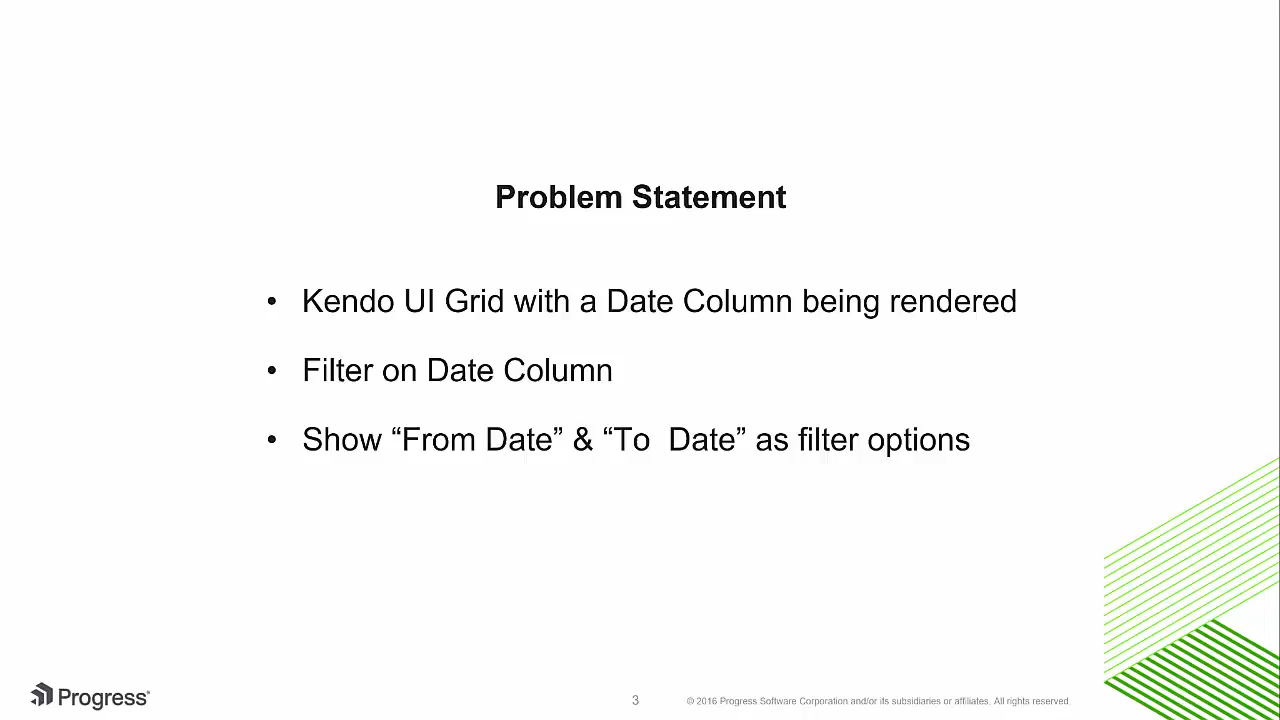 Problem Statement
• Kendo UI Grid with a Date Column being rendered
• Filter on Date Column
• Show “From Date” & “To  Date” as filter options
Progress®
3
© 2016 Progress Software Corporation and/or its subsidiaries or affiliates. All rights reserved.